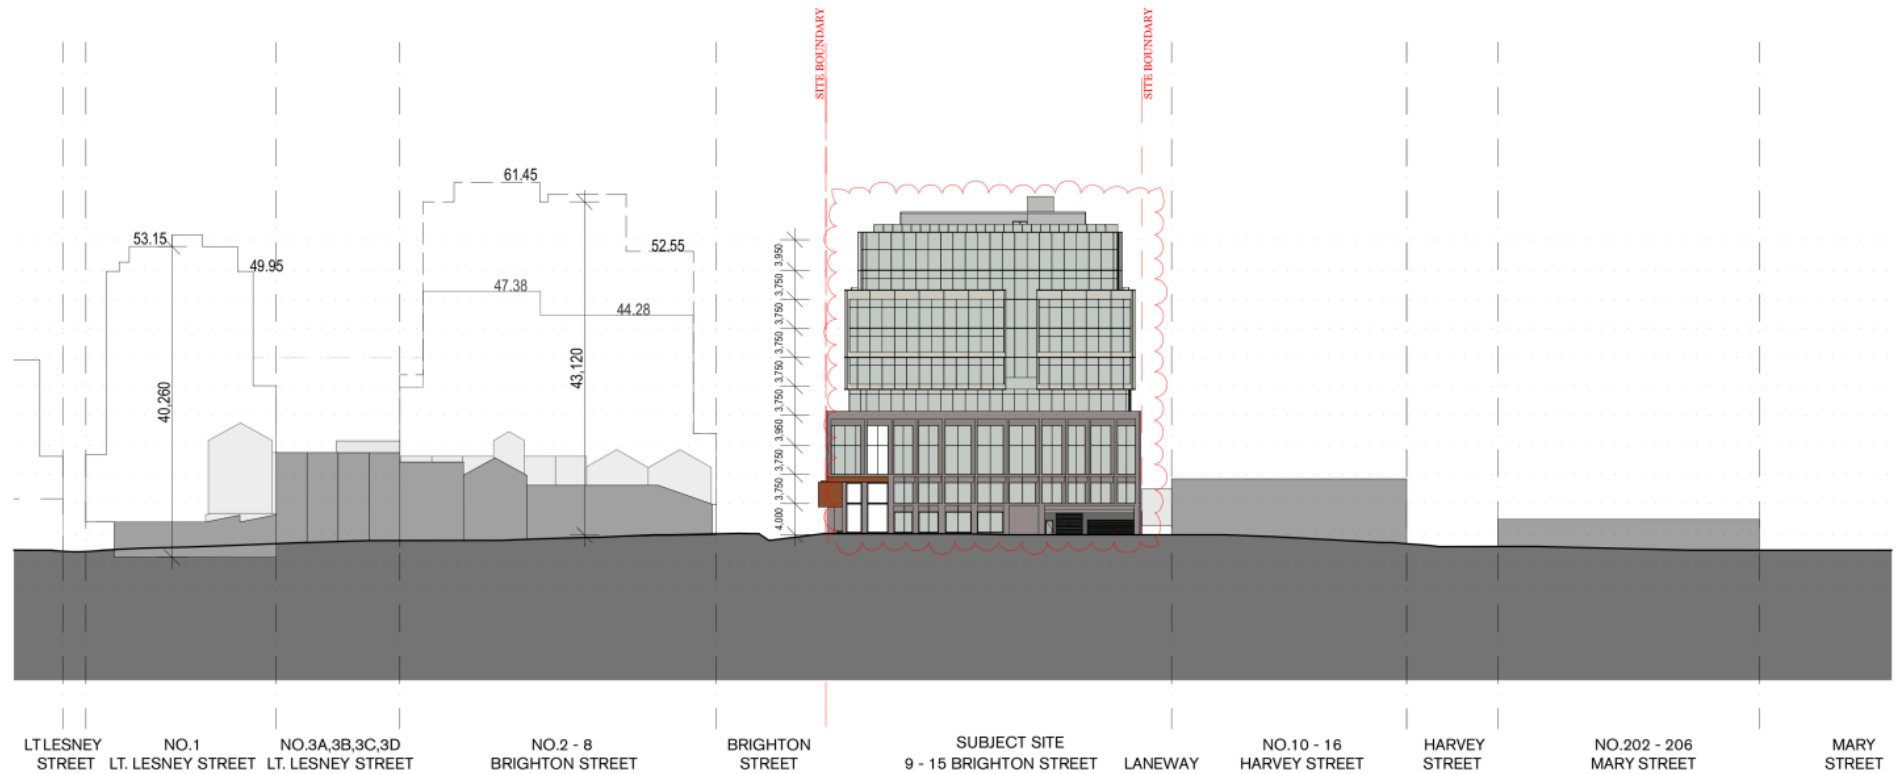 SITE BOUNDARY
SITE BOUNDARY
61.45
53.15
49.95
52.55
47.38
44.28
40,260
43,120
3,950
3,750
3,750
3,750
3,750
3,750
3,950
3,750
3,750
4,000
LT LESNEY
STREET
NO.1
LT. LESNEY STREET
NO.3A,3B,3C,3D
LT. LESNEY STREET
NO.2 - 8
BRIGHTON STREET
BRIGHTON
STREET
SUBJECT SITE
9 - 15 BRIGHTON STREET
LANEWAY
NO.10 - 16
HARVEY STREET
HARVEY
STREET
NO.202 - 206
MARY STREET
MARY
STREET